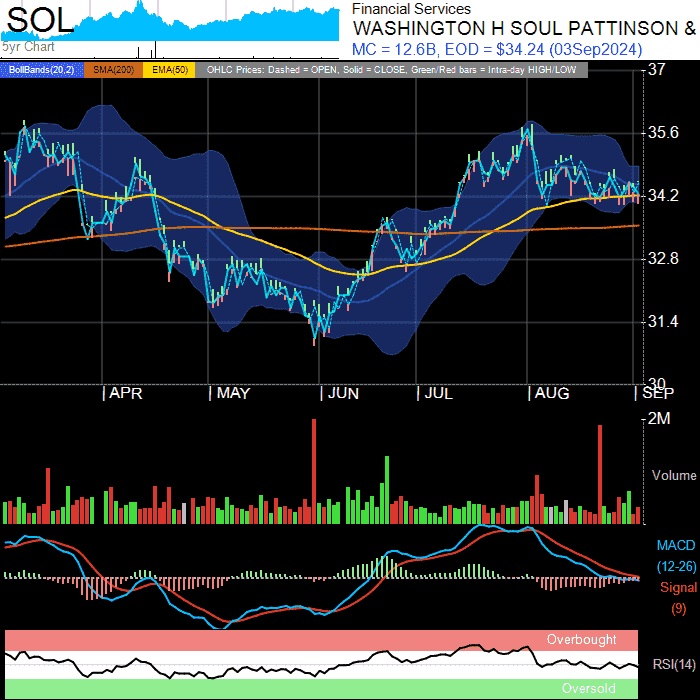 SOL
5yr Chart
Financial Services
WASHINGTON H SOUL PATTINSON &
MC = 12.6B, EOD = $34.24 (03Sep2024)
BollBands(20,2) SMA(200) EMA(50) OHLC Prices: Dashed = OPEN, Solid = CLOSE, Green/Red bars = Intra-day HIGH/LOW
37
35.6
34.2
32.8
31.4
30
APR MAY JUN JUL AUG SEP
2M
Volume
MACD
(12-26)
Signal
(9)
Overbought
RSI(14)
Oversold